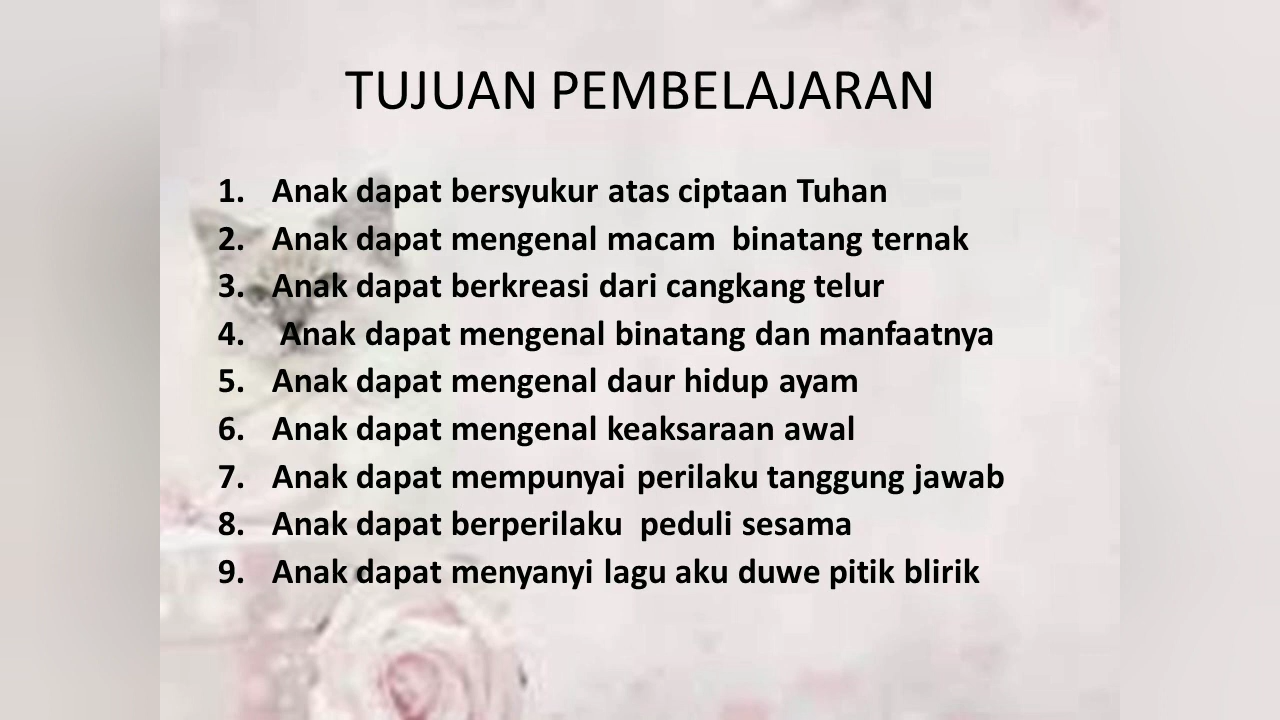 TUJUAN PEMBELAJARAN
1. Anak dapat bersyukur atas ciptaan Tuhan
2. Anak dapat mengenal macam  binatang ternak
3. Anak dapat berkreasi dari cangkang telur
4.  Anak dapat mengenal binatang dan manfaatnya
5. Anak dapat mengenal daur hidup ayam
6. Anak dapat mengenal keaksaraan awal
7. Anak dapat mempunyai perilaku tanggung jawab
8. Anak dapat berperilaku  peduli sesama
9. Anak dapat menyanyi lagu aku duwe pitik blirik